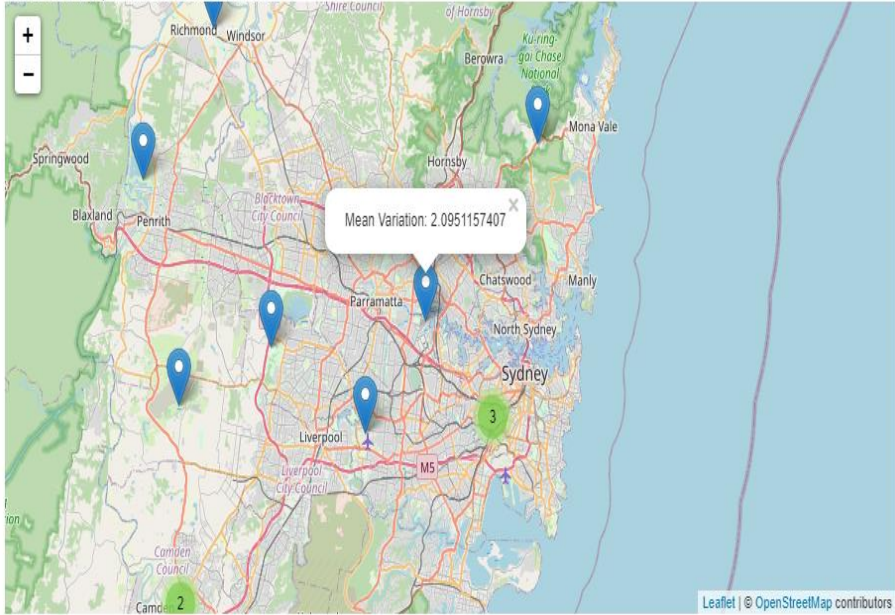 Shire Council
of Hornsby
+
−
Richmond
Windsor
Ku-ring-
gai Chase
National
Berowra
Mona Vale
Springwood
Hornsby
Blacktown
City Council
Blaxland
Penrith
Mean Variation: 2.0951157407
×
Chatswood
Manly
Parramatta
North Sydney
Sydney
3
Liverpool
M5
Liverpool
City Council
Camden
Council
Camde
2
Leaflet | © OpenStreetMap contributors